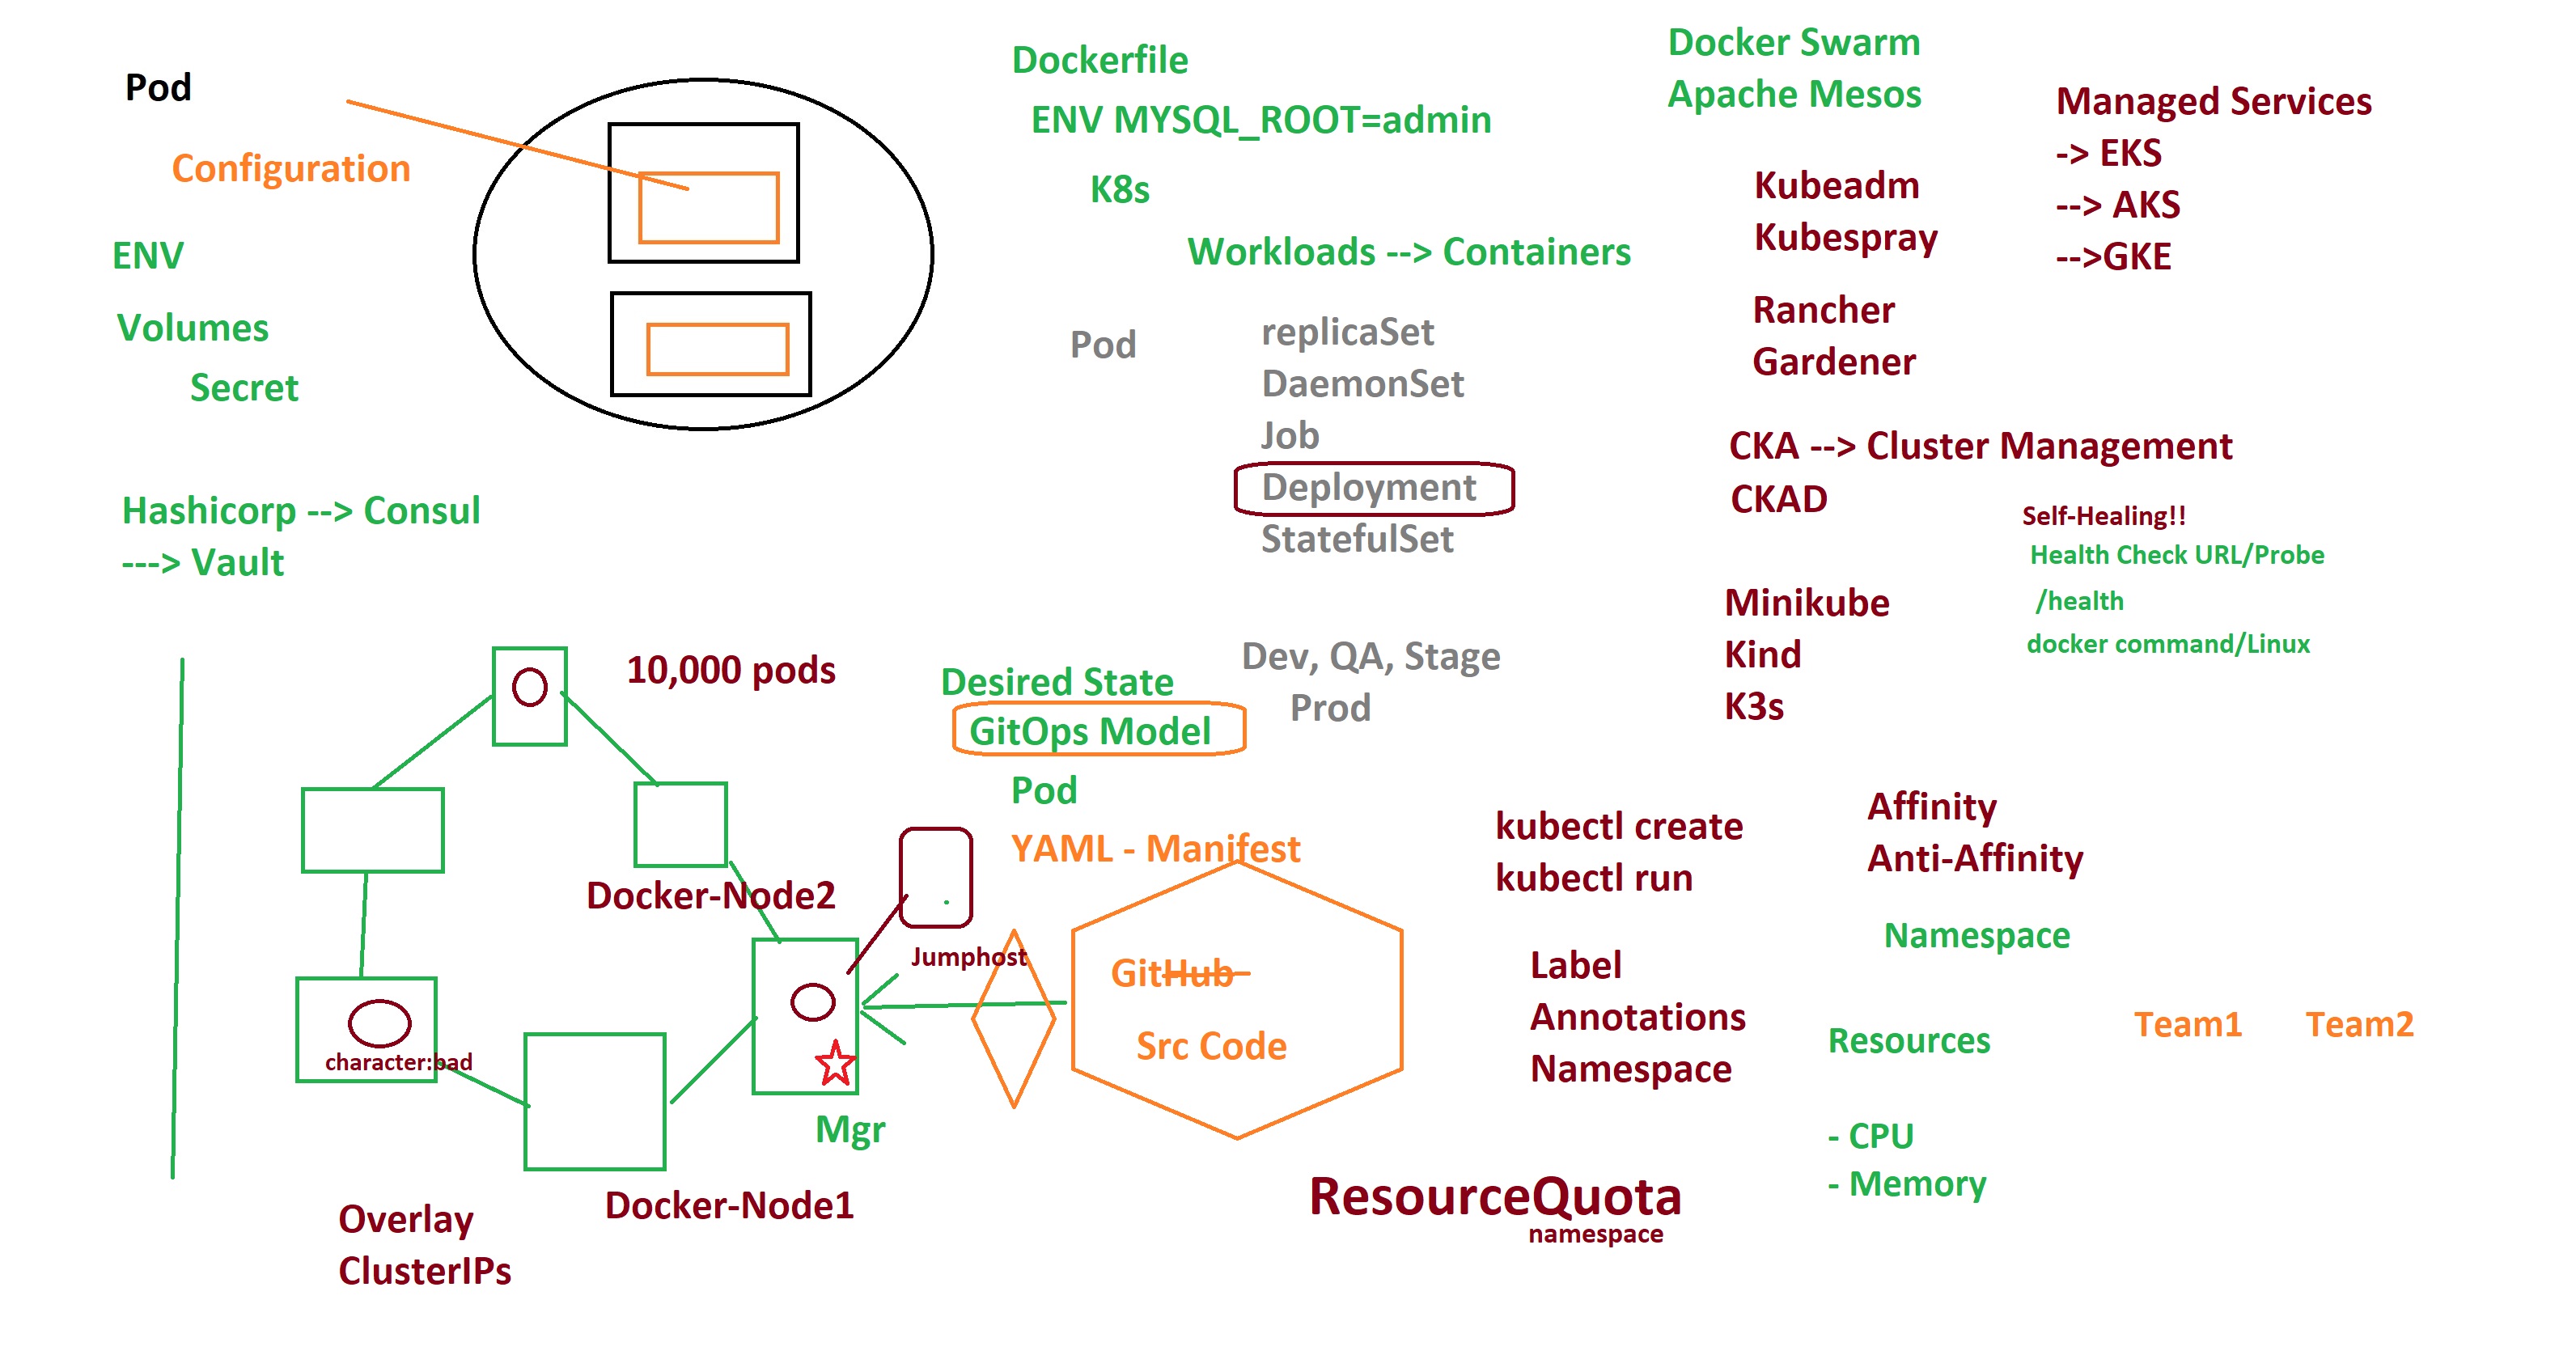 Pod
Configuration
ENV
Volumes
Secret
Hashicorp --> Consul
---> Vault
Dockerfile
ENV MYSQL_ROOT=admin
K8s
Workloads --> Containers
Pod
replicaSet
DaemonSet
Job
Deployment
StatefulSet
Docker Swarm
Apache Mesos
Kubeadm
Kubespray
Rancher
Gardener
Managed Services
-> EKS
--> AKS
-->GKE
CKA --> Cluster Management
CKAD
Self-Healing!!
Health Check URL/Probe
/health
docker command/Linux
Minikube
Kind
K3s
10,000 pods
Docker-Node2
character:bad
Mgr
Docker-Node1
Overlay
ClusterIPs
Desired State
GitOps Model
Dev, QA, Stage
Prod
Pod
YAML - Manifest
Jumphost
GitHub
Src Code
kubectl create
kubectl run
Label
Annotations
Namespace
Affinity
Anti-Affinity
Namespace
Resources
- CPU
- Memory
Team1 Team2
ResourceQuota
namespace